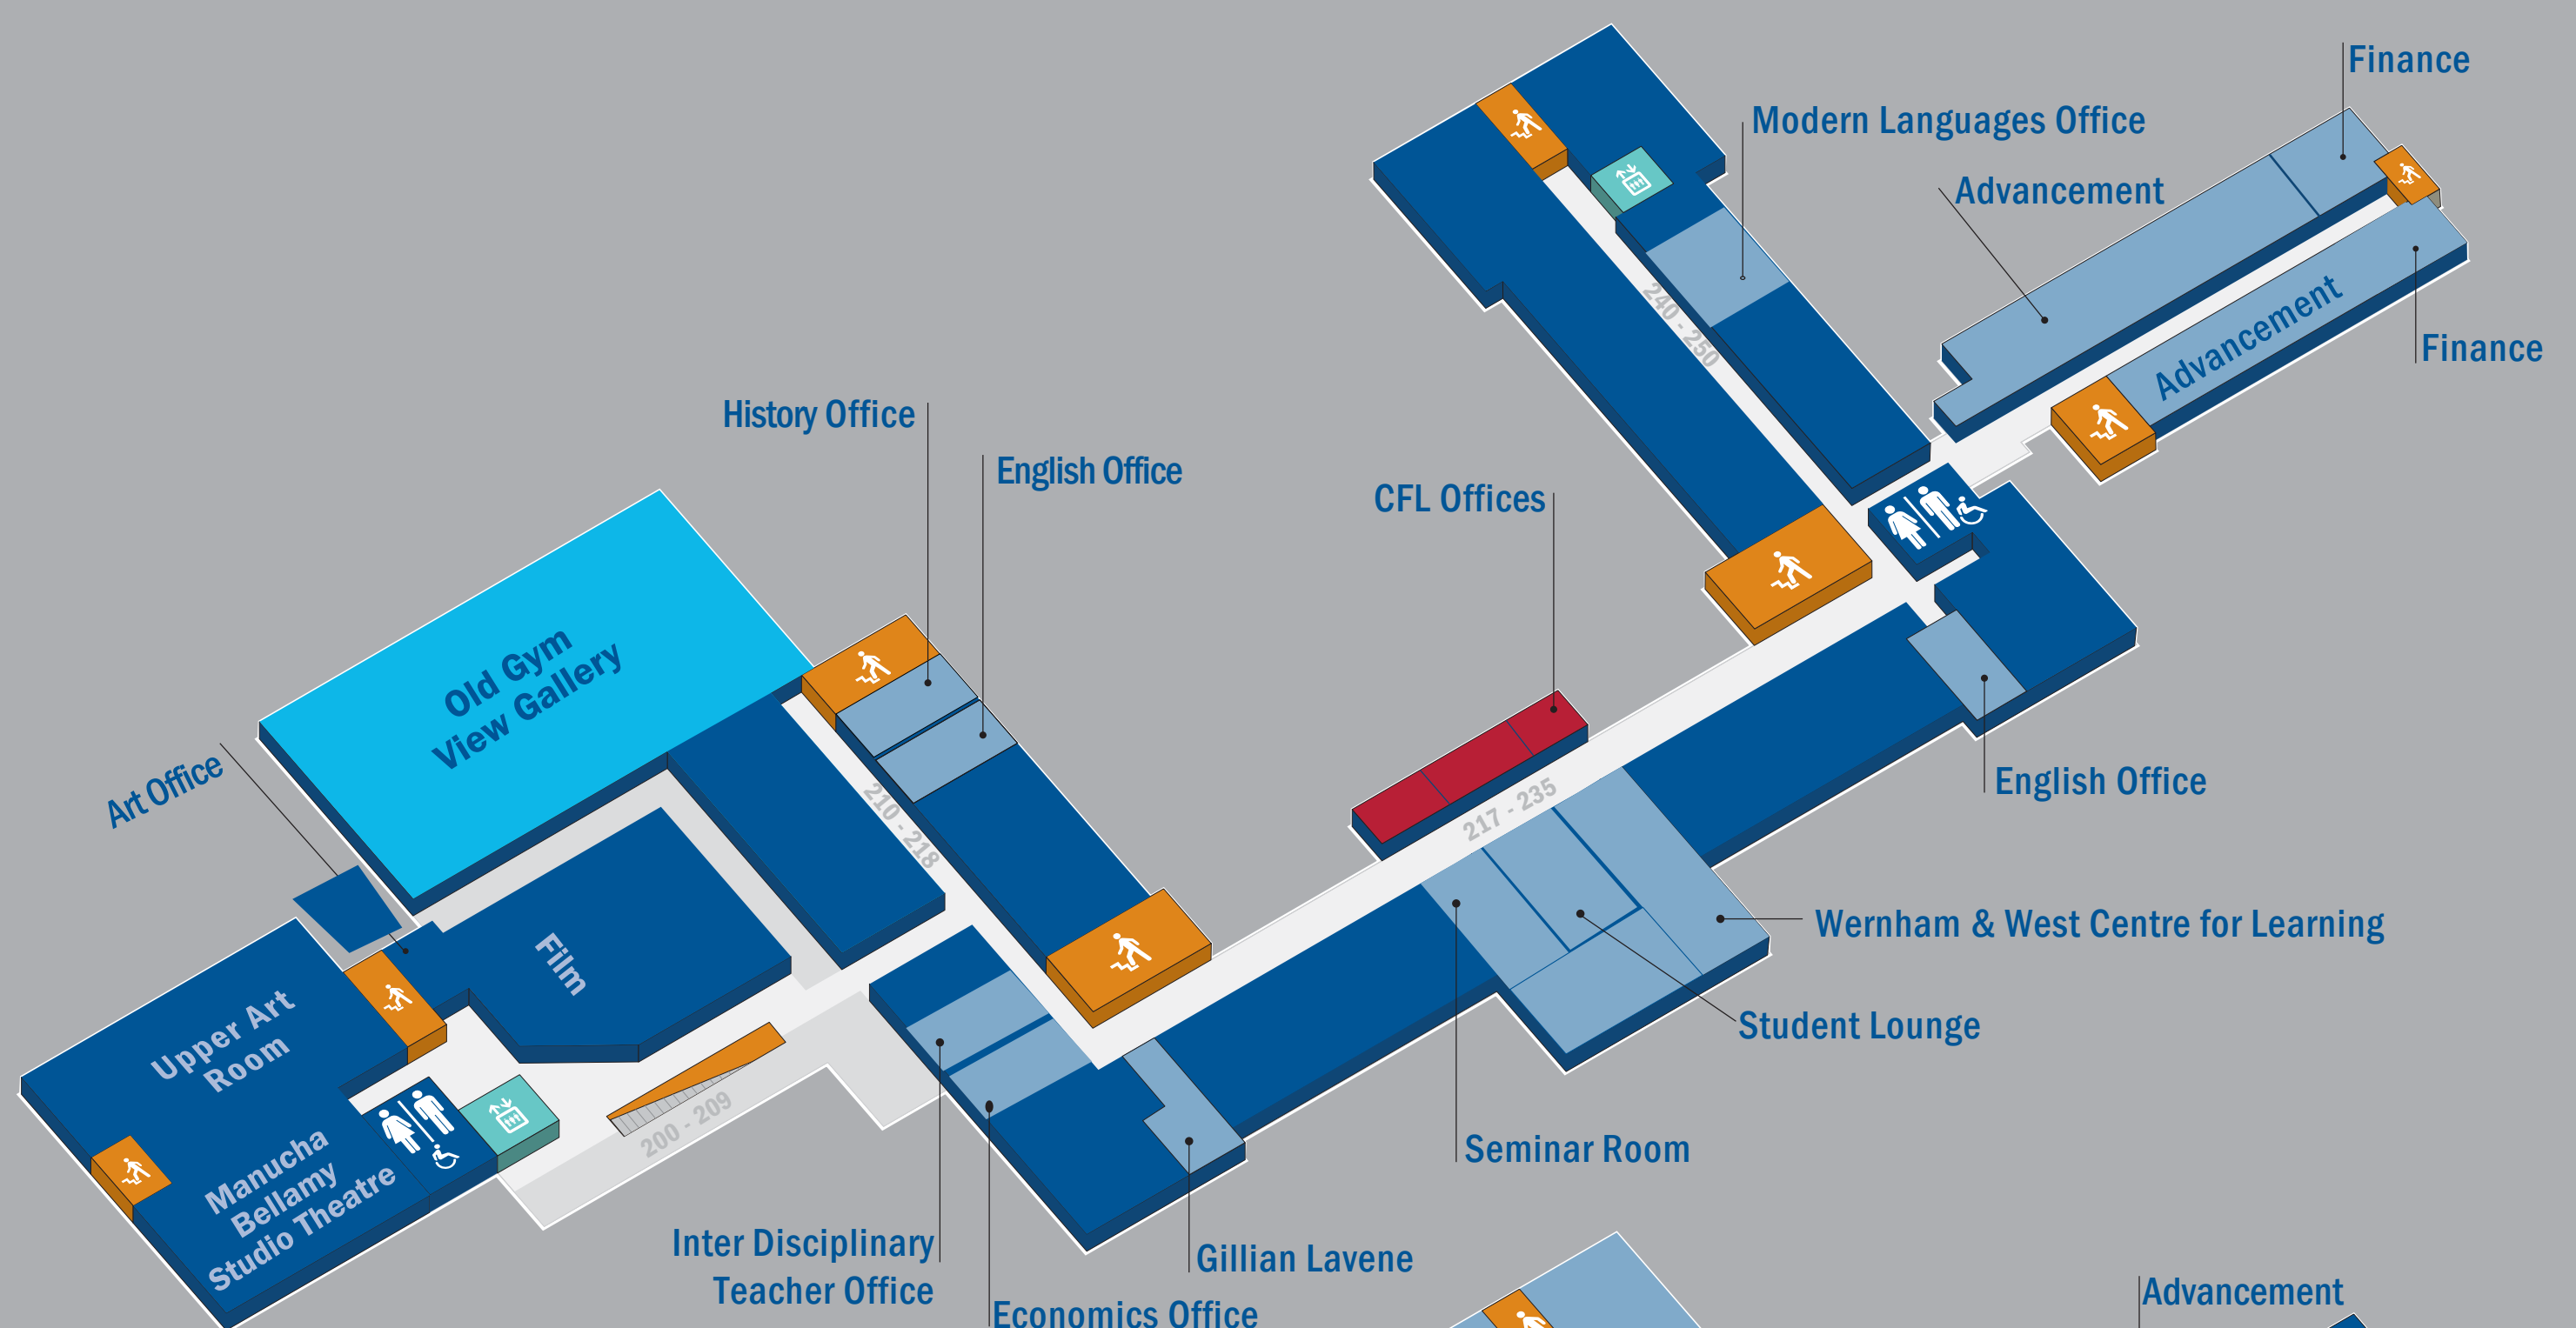 Finance
Modern Languages Office
Advancement
Finance
Advancement
240 - 250
History Office
English Office
CFL Offices
Old Gym
View Gallery
Art Office
210 - 218
217 - 235
English Office
Wernham & West Centre for Learning
Student Lounge
Seminar Room
Film
Upper Art
Room
200 - 209
Manucha
Bellamy
Studio Theatre
Inter Disciplinary
Teacher Office
Gillian Lavene
Economics Office
Advancement